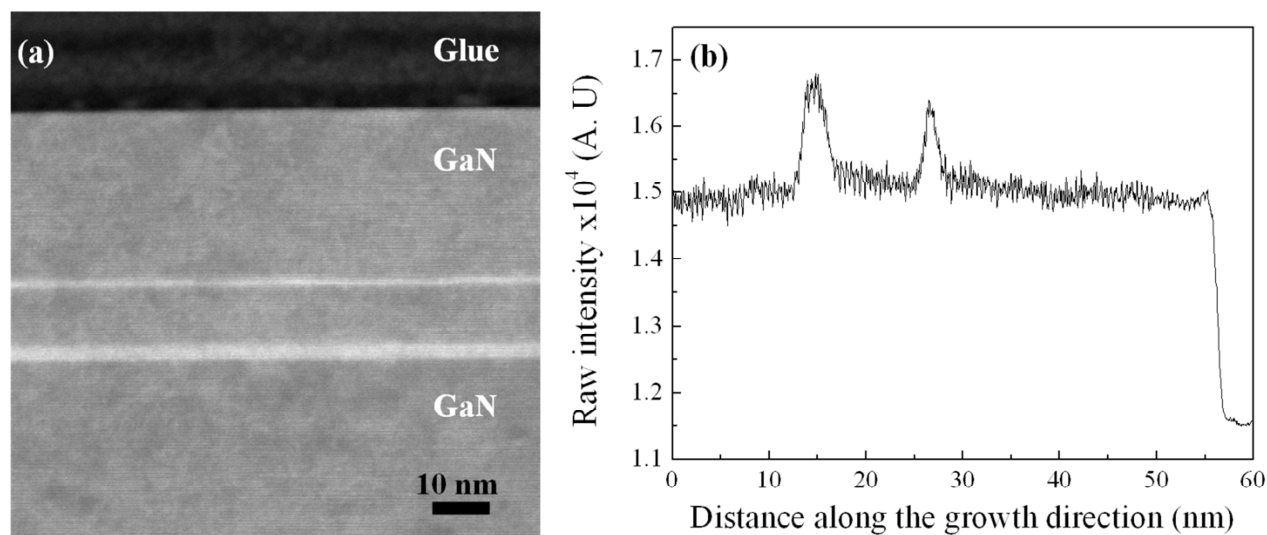 (a)
Glue
GaN
GaN
10 nm
(b)
Raw intensity x10⁴ (A. U)
1.7
1.6
1.5
1.4
1.3
1.2
1.1
0 10 20 30 40 50 60
Distance along the growth direction (nm)